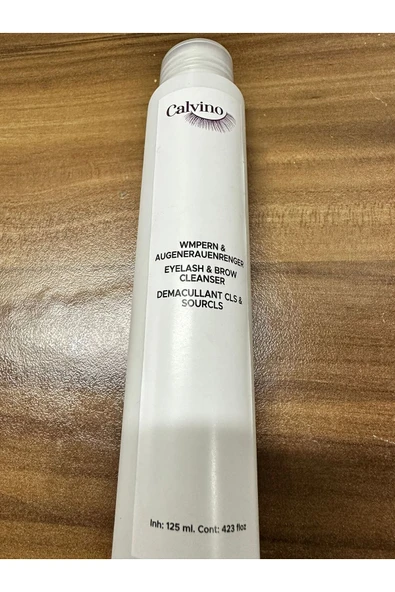 Calvino
WMPERN &
AUGENERAUENRENGER
EYELASH & BROW
CLEANSER
DEMACULLANT CLS &
SOURCLS
Inh: 125 ml. Cont: 423 floz